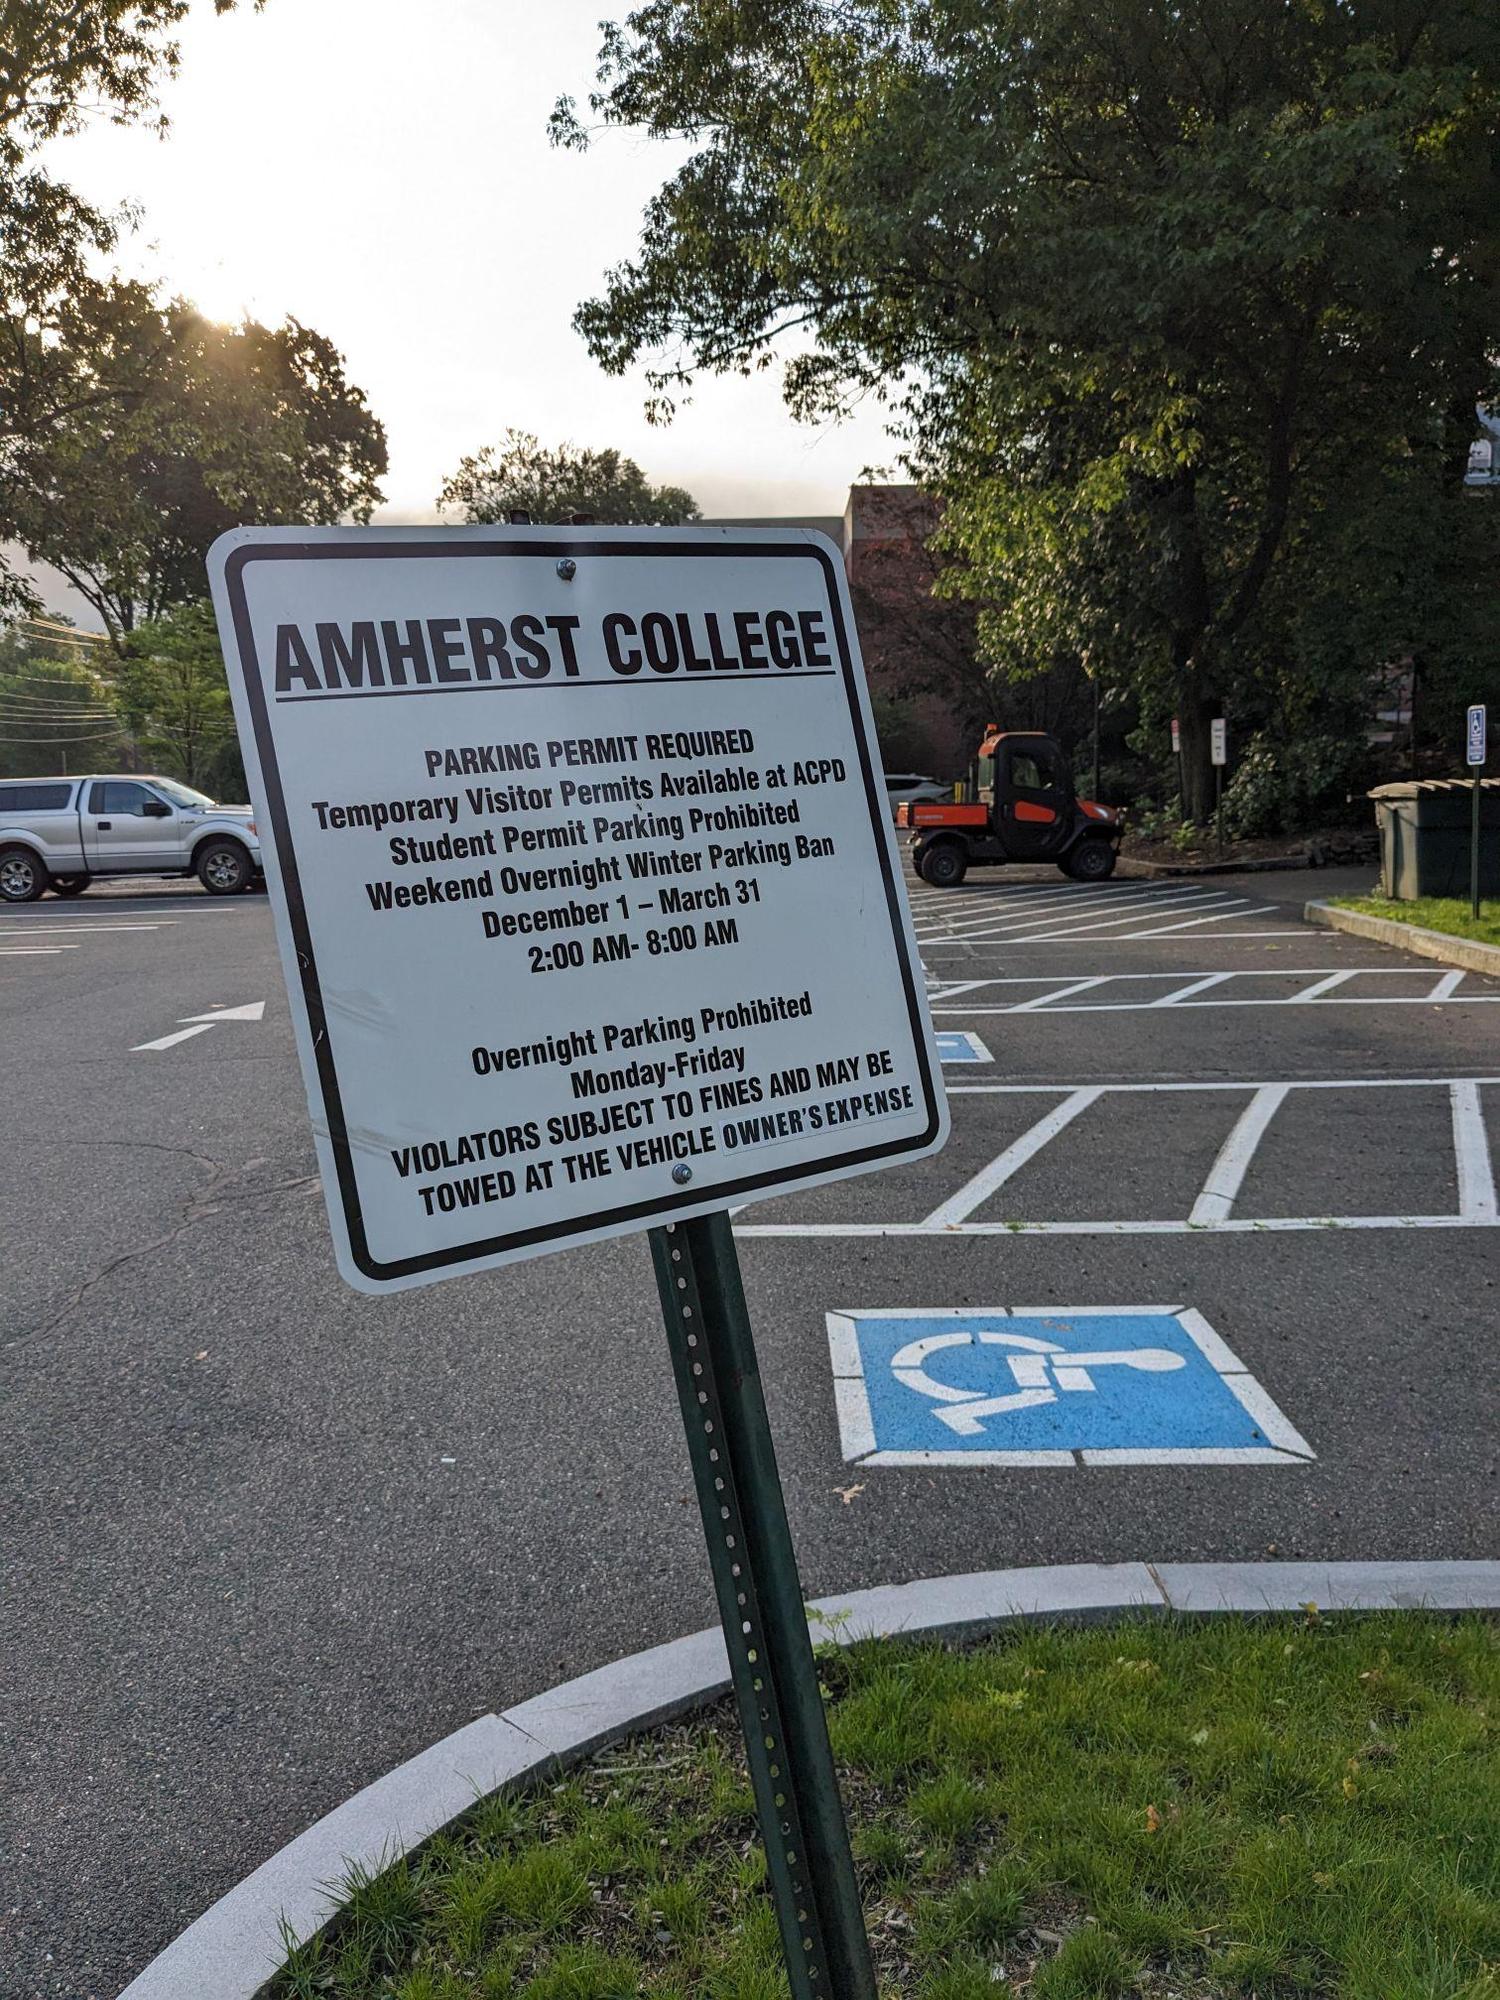 AMHERST COLLEGE
PARKING PERMIT REQUIRED
Temporary Visitor Permits Available at ACPD
Student Permit Parking Prohibited
Weekend Overnight Winter Parking Ban
December 1 – March 31
2:00 AM- 8:00 AM
Overnight Parking Prohibited
Monday-Friday
VIOLATORS SUBJECT TO FINES AND MAY BE
TOWED AT THE VEHICLE OWNER'S EXPENSE